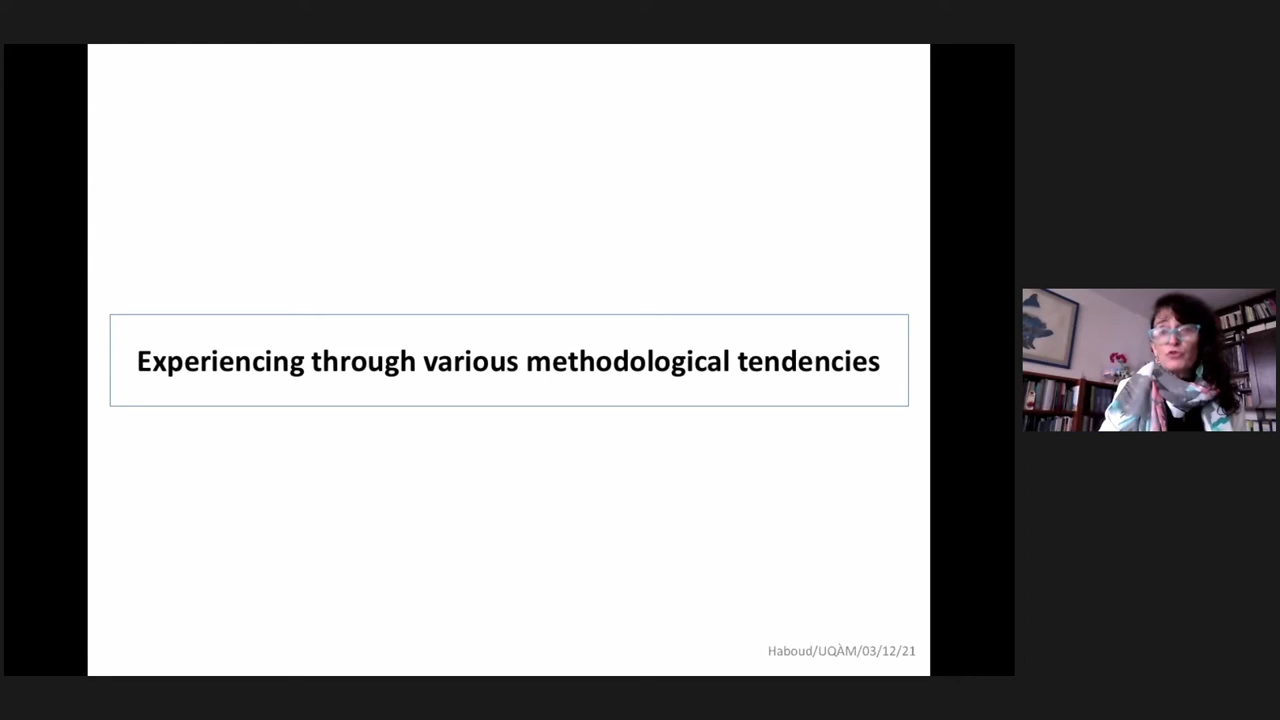 Experiencing through various methodological tendencies
Haboud/UQÀM/03/12/21